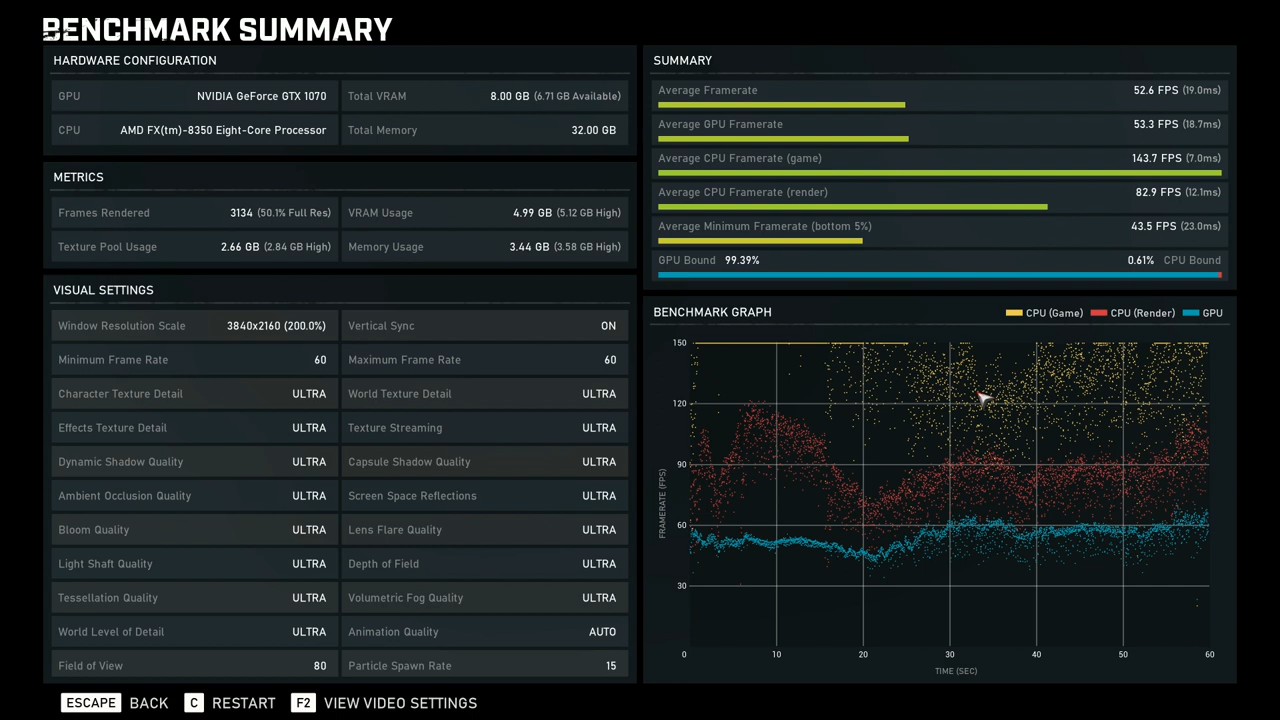 BENCHMARK SUMMARY
HARDWARE CONFIGURATION
GPU NVIDIA GeForce GTX 1070 Total VRAM 8.00 GB (6.71 GB Available)
CPU AMD FX(tm)-8350 Eight-Core Processor Total Memory 32.00 GB
METRICS
Frames Rendered 3134 (50.1% Full Res) VRAM Usage 4.99 GB (5.12 GB High)
Texture Pool Usage 2.66 GB (2.84 GB High) Memory Usage 3.44 GB (3.58 GB High)
VISUAL SETTINGS
Window Resolution Scale 3840x2160 (200.0%) Vertical Sync ON
Minimum Frame Rate 60 Maximum Frame Rate 60
Character Texture Detail ULTRA World Texture Detail ULTRA
Effects Texture Detail ULTRA Texture Streaming ULTRA
Dynamic Shadow Quality ULTRA Capsule Shadow Quality ULTRA
Ambient Occlusion Quality ULTRA Screen Space Reflections ULTRA
Bloom Quality ULTRA Lens Flare Quality ULTRA
Light Shaft Quality ULTRA Depth of Field ULTRA
Tessellation Quality ULTRA Volumetric Fog Quality ULTRA
World Level of Detail ULTRA Animation Quality AUTO
Field of View 80 Particle Spawn Rate 15
SUMMARY
Average Framerate 52.6 FPS (19.0ms)
Average GPU Framerate 53.3 FPS (18.7ms)
Average CPU Framerate (game) 143.7 FPS (7.0ms)
Average CPU Framerate (render) 82.9 FPS (12.1ms)
Average Minimum Framerate (bottom 5%) 43.5 FPS (23.0ms)
GPU Bound 99.39% 0.61% CPU Bound
BENCHMARK GRAPH CPU (Game) CPU (Render) GPU
150
120
90
60
30
FRAMERATE (FPS)
0 10 20 30 40 50 60
TIME (SEC)
ESCAPE BACK C RESTART F2 VIEW VIDEO SETTINGS